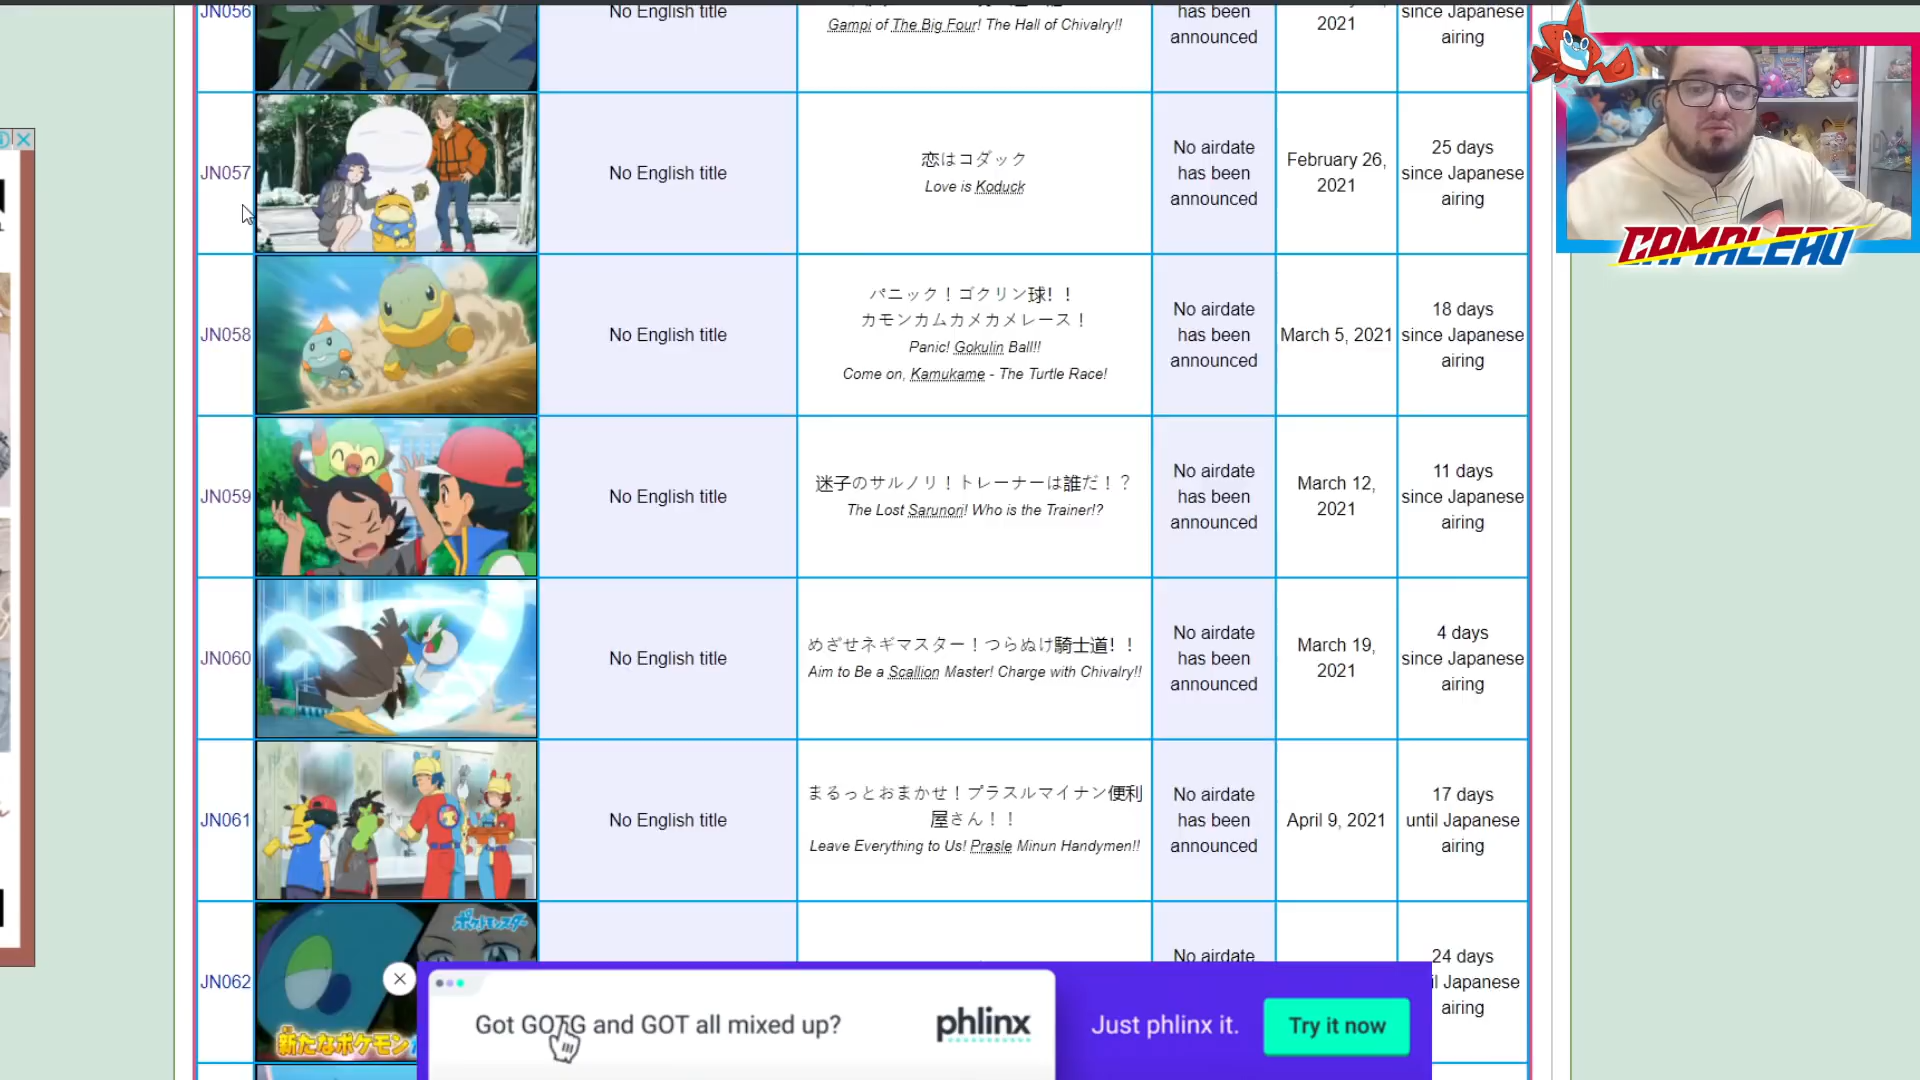 JN056
No English title
Gampi of The Big Four! The Hall of Chivalry!!
has been
announced
2021
since Japanese
airing
JN057
No English title
恋はコダック
Love is Koduck
No airdate
has been
announced
February 26,
2021
25 days
since Japanese
airing
JN058
No English title
パニック！ゴクリン球！！
カモンカムカメカメレース！
Panic! Gokulin Ball!!
Come on, Kamukame - The Turtle Race!
No airdate
has been
announced
March 5, 2021
18 days
since Japanese
airing
JN059
No English title
迷子のサルノリ！トレーナーは誰だ！？
The Lost Sarunori! Who is the Trainer!?
No airdate
has been
announced
March 12,
2021
11 days
since Japanese
airing
JN060
No English title
めざせネギマスター！つらぬけ騎士道！！
Aim to Be a Scallion Master! Charge with Chivalry!!
No airdate
has been
announced
March 19,
2021
4 days
since Japanese
airing
JN061
No English title
まるっとおまかせ！プラスルマイナン便利
屋さん！！
Leave Everything to Us! Prasle Minun Handymen!!
No airdate
has been
announced
April 9, 2021
17 days
until Japanese
airing
JN062
ポケットモンスター
新たなポケモン
No airdate
24 days
Japanese
airing
Got GOTG and GOT all mixed up?
phlinx
Just phlinx it.
Try it now
CAMALEAU